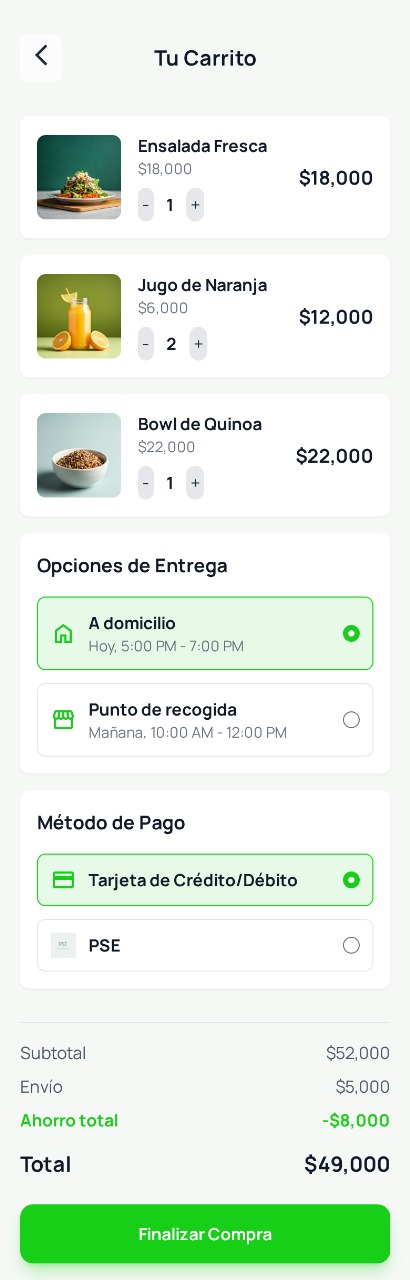 Tu Carrito
Ensalada Fresca
$18,000
- 1 +
$18,000
Jugo de Naranja
$6,000
- 2 +
$12,000
Bowl de Quinoa
$22,000
- 1 +
$22,000
Opciones de Entrega
A domicilio
Hoy, 5:00 PM - 7:00 PM
Punto de recogida
Mañana, 10:00 AM - 12:00 PM
Método de Pago
Tarjeta de Crédito/Débito
PSE
PSE
Subtotal $52,000
Envío $5,000
Ahorro total -$8,000
Total $49,000
Finalizar Compra